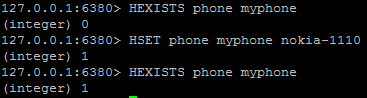 127.0.0.1:6380> HEXISTS phone myphone
(integer) 0
127.0.0.1:6380> HSET phone myphone nokia-1110
(integer) 1
127.0.0.1:6380> HEXISTS phone myphone
(integer) 1